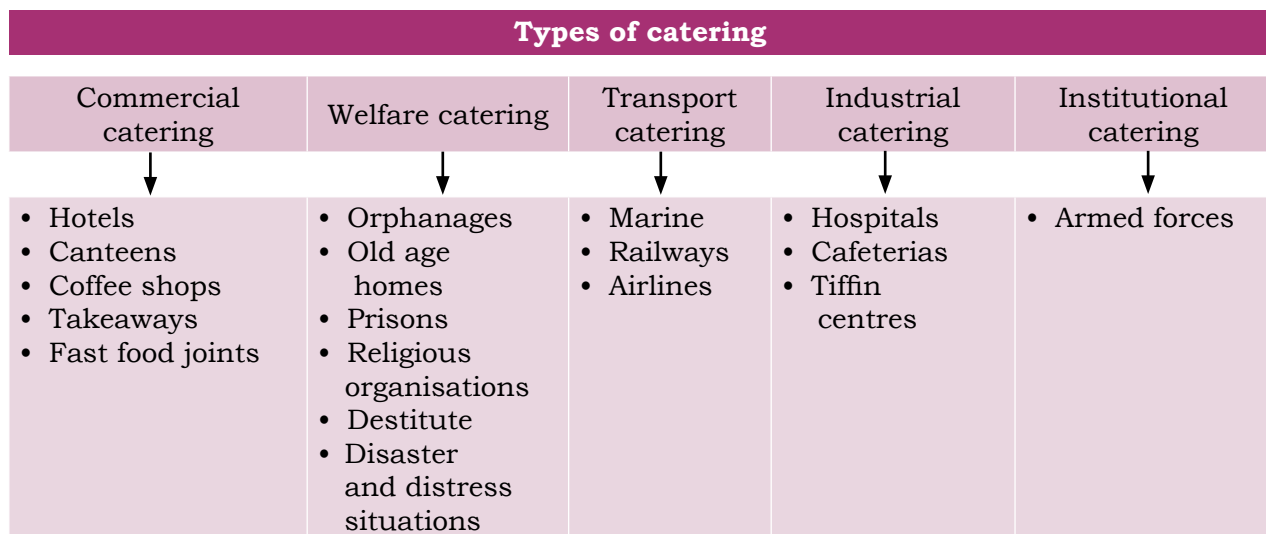 Types of catering
Commercial
catering
Welfare catering
Transport
catering
Industrial
catering
Institutional
catering
• Hotels
• Canteens
• Coffee shops
• Takeaways
• Fast food joints
• Orphanages
• Old age
homes
• Prisons
• Religious
organisations
• Destitute
• Disaster
and distress
situations
• Marine
• Railways
• Airlines
• Hospitals
• Cafeterias
• Tiffin
centres
• Armed forces